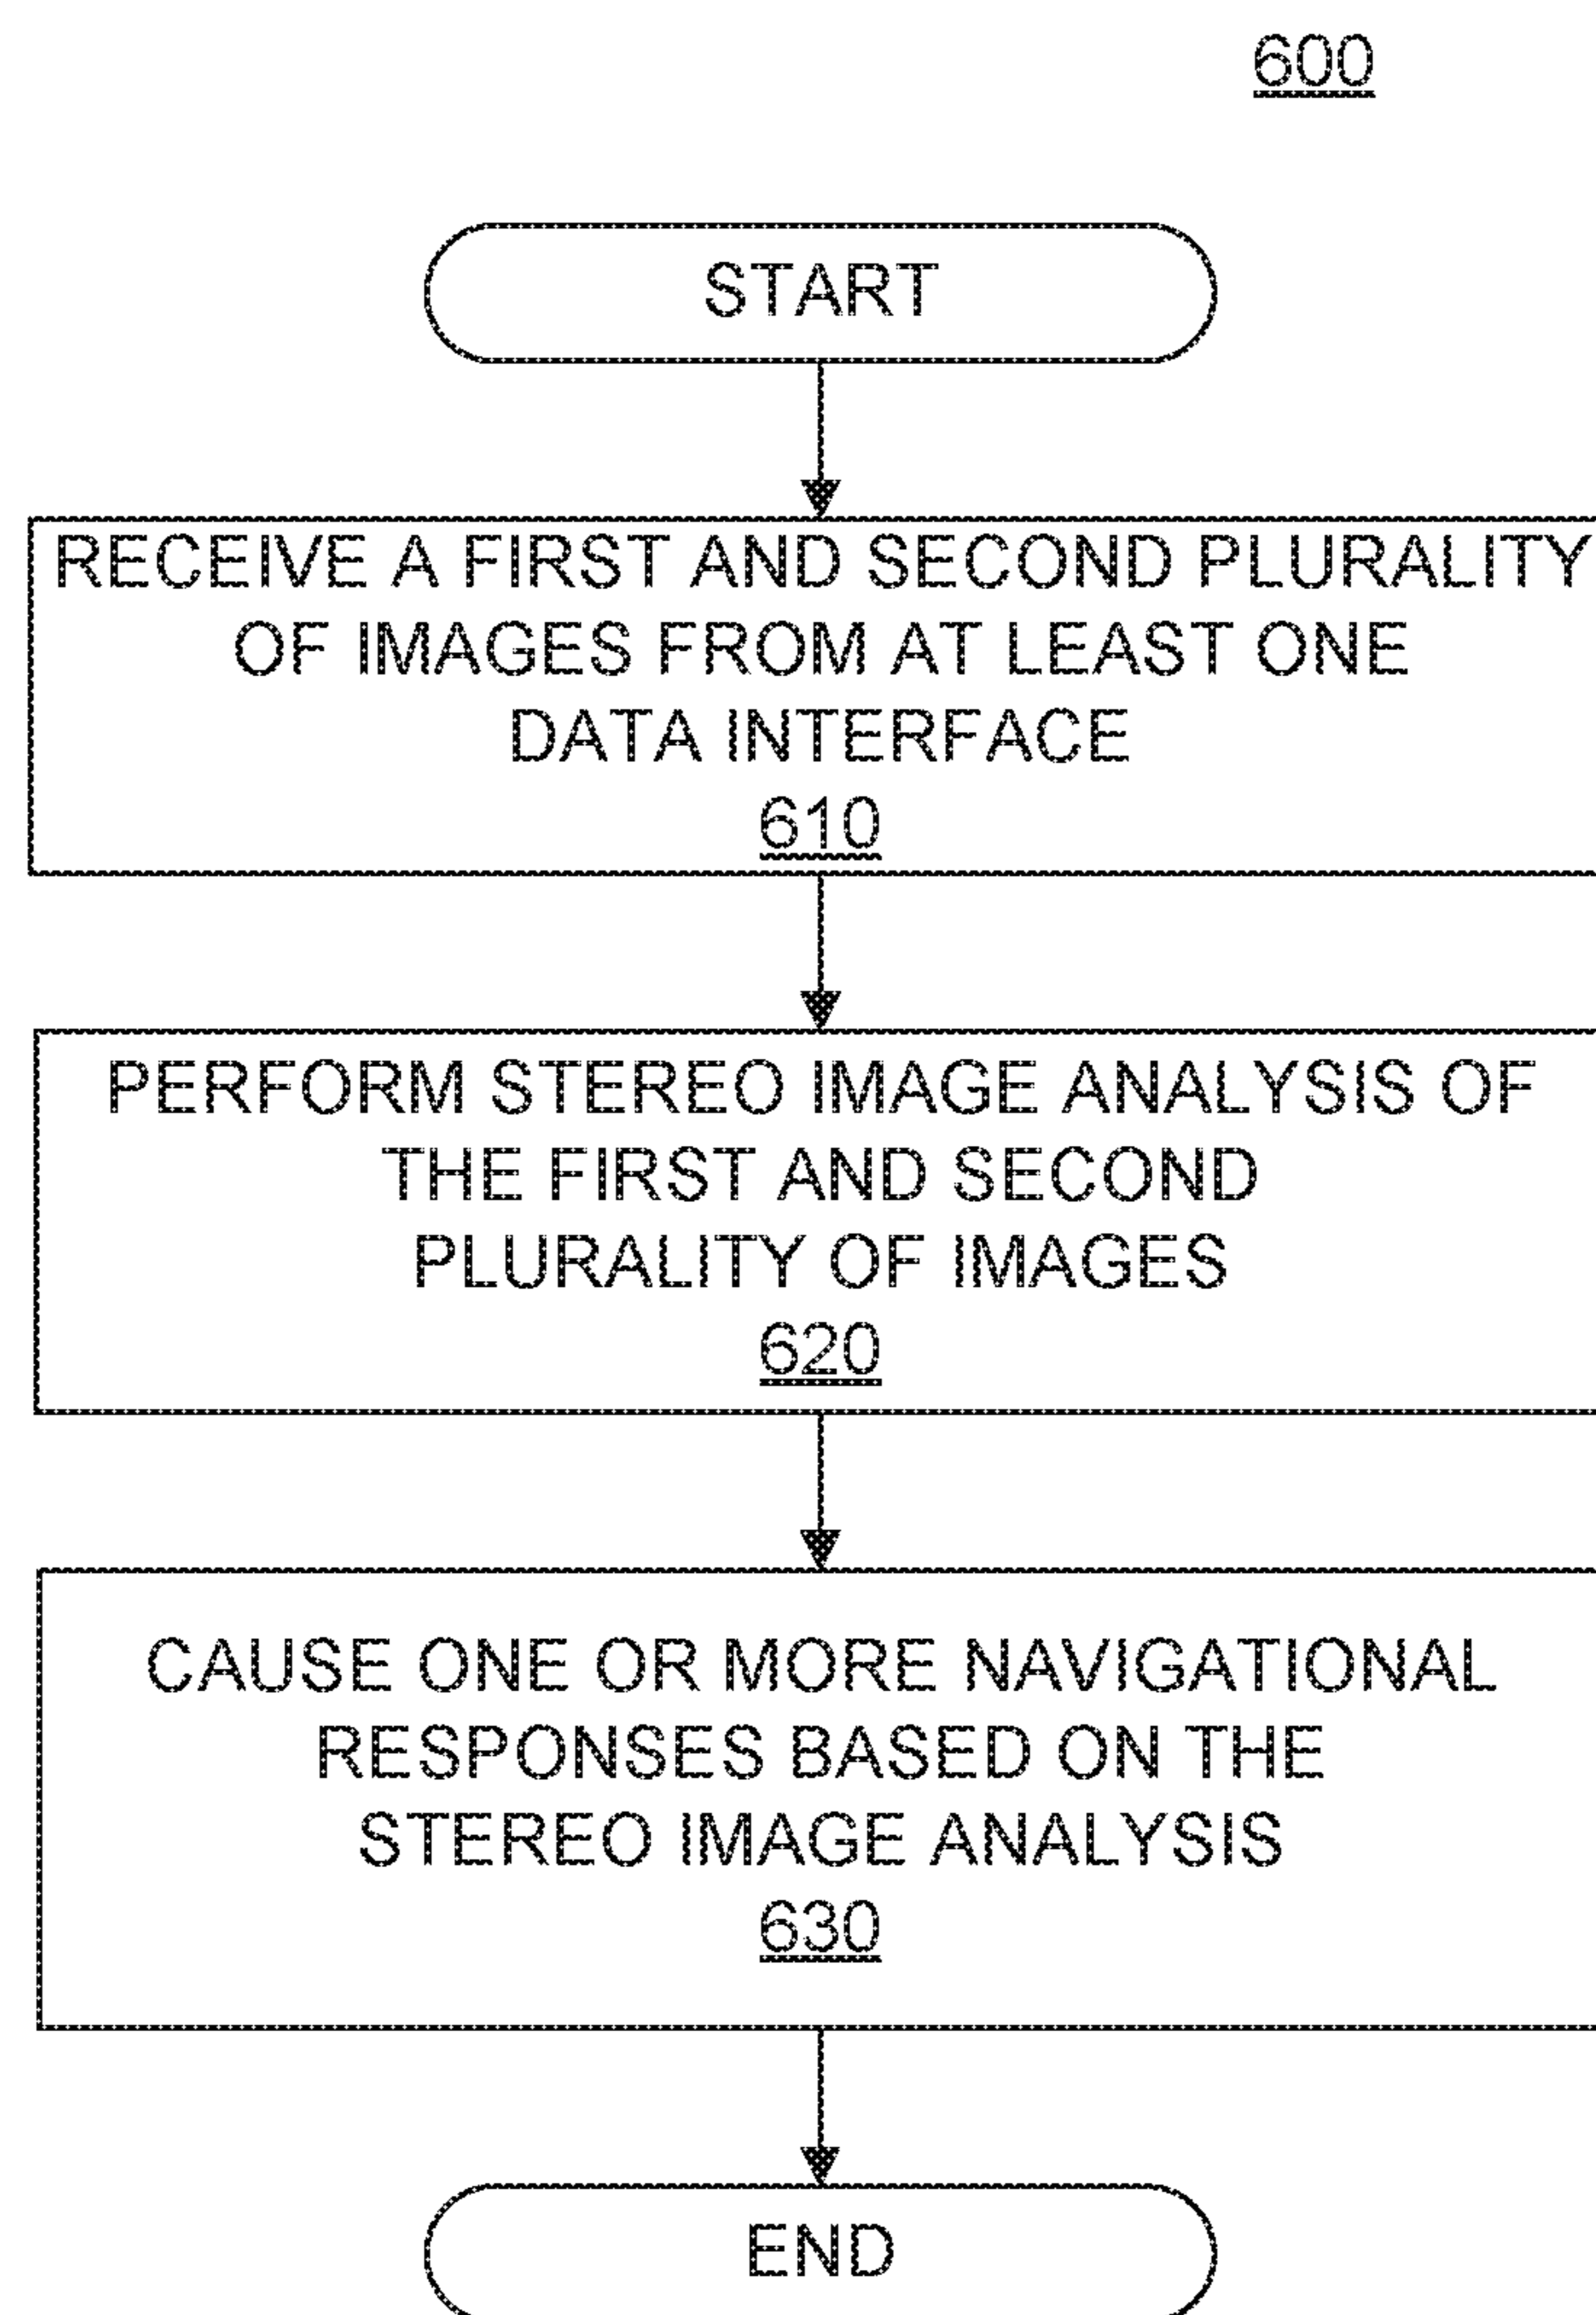 600
START
RECEIVE A FIRST AND SECOND PLURALITY
OF IMAGES FROM AT LEAST ONE
DATA INTERFACE
610
PERFORM STEREO IMAGE ANALYSIS OF
THE FIRST AND SECOND
PLURALITY OF IMAGES
620
CAUSE ONE OR MORE NAVIGATIONAL
RESPONSES BASED ON THE
STEREO IMAGE ANALYSIS
630
END